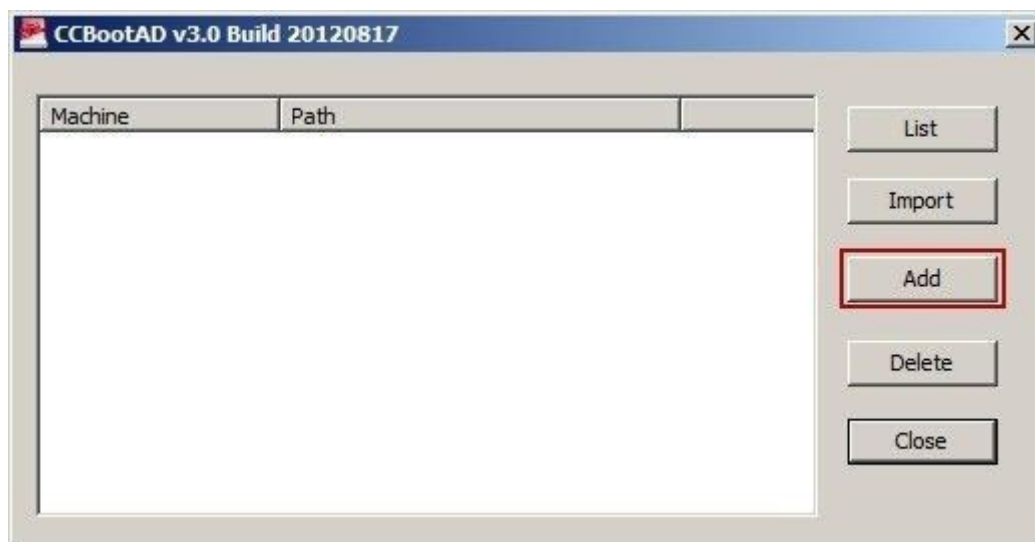 CCBootAD v3.0 Build 20120817
Machine Path
List
Import
Add
Delete
Close